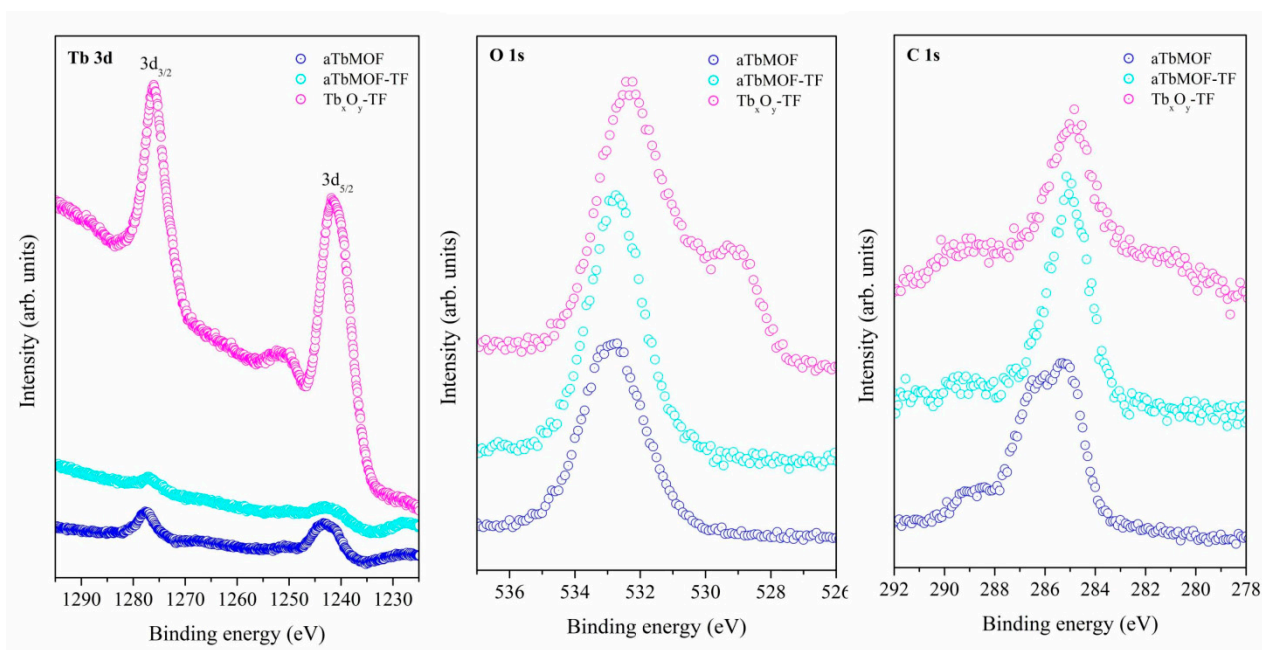 Tb 3d
3d3/2
3d5/2
aTbMOF
aTbMOF-TF
TbxOy-TF
Intensity (arb. units)
1290 1280 1270 1260 1250 1240 1230
Binding energy (eV)
O 1s
aTbMOF
aTbMOF-TF
TbxOy-TF
Intensity (arb. units)
536 534 532 530 528 526
Binding energy (eV)
C 1s
aTbMOF
aTbMOF-TF
TbxOy-TF
Intensity (arb. units)
292 290 288 286 284 282 280 278
Binding energy (eV)